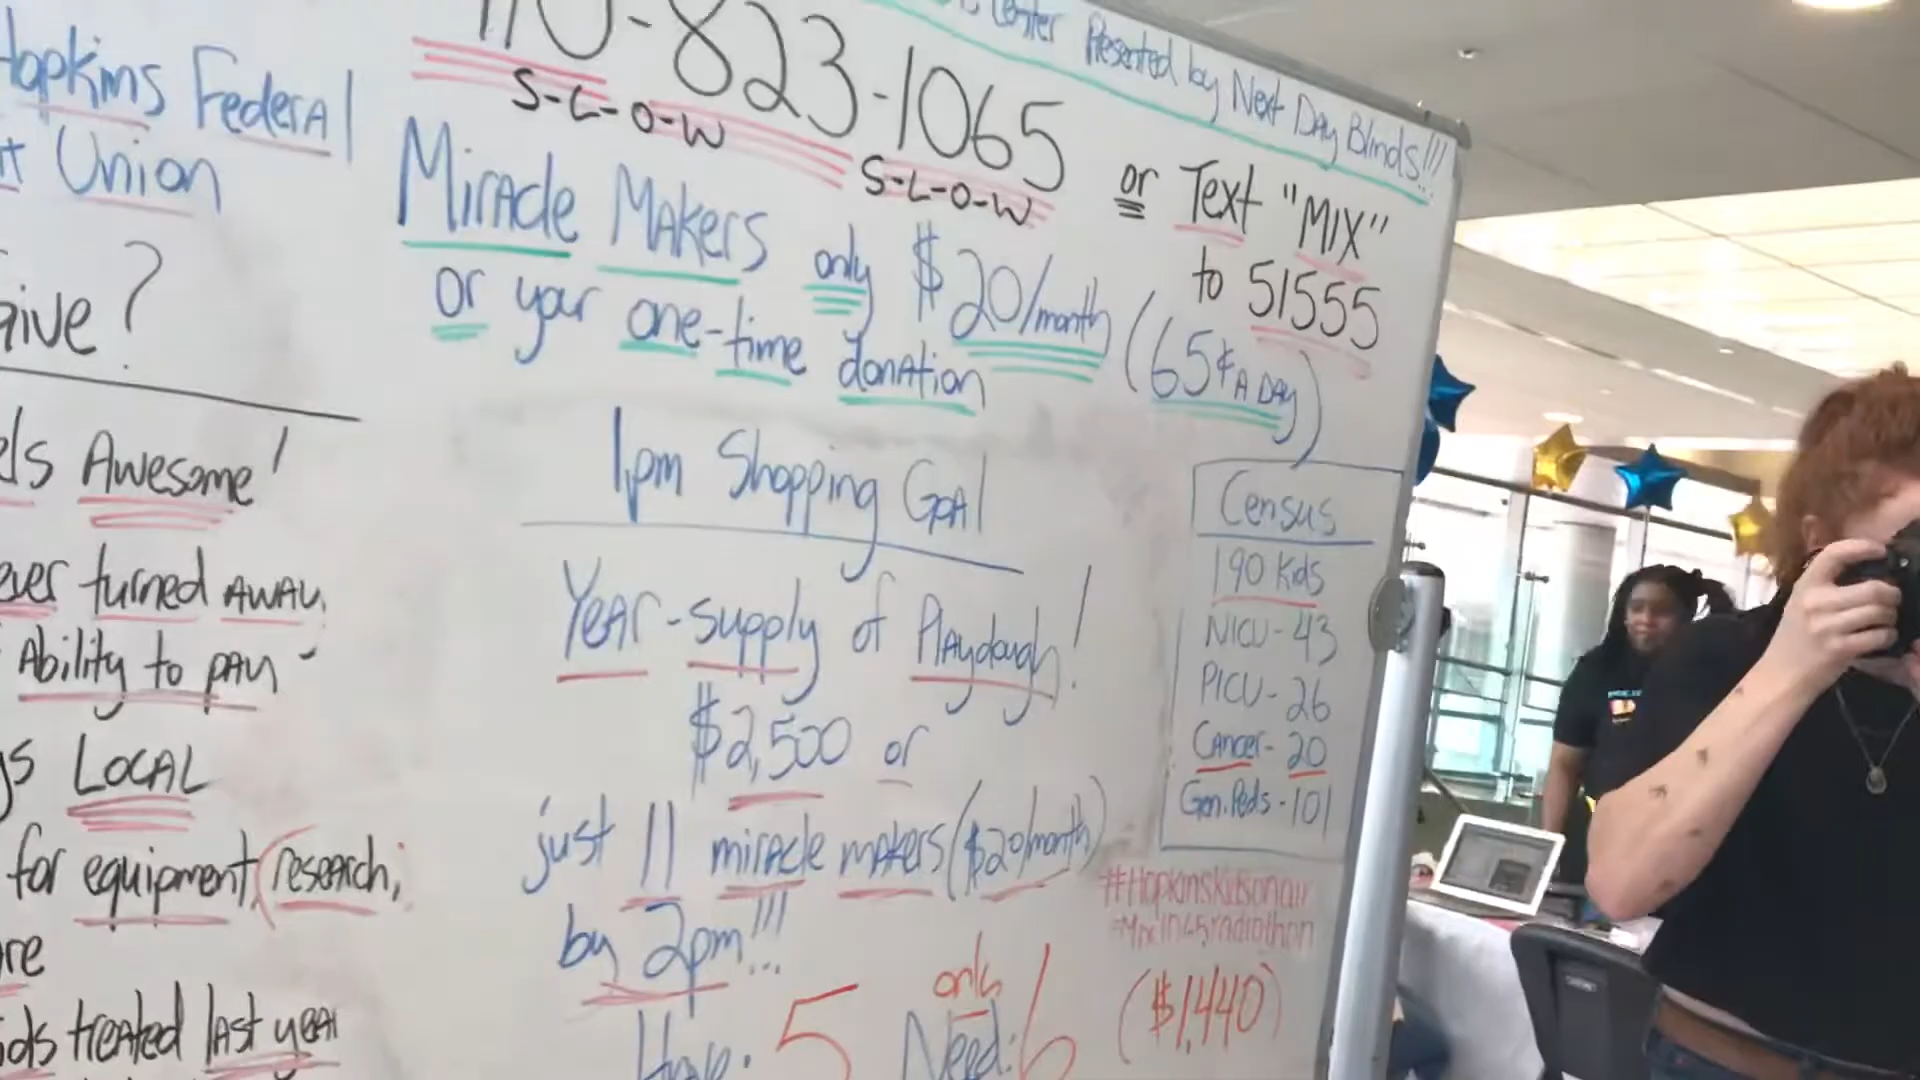 Hopkins Federal
Union
give?
Awesome!
turned away,
Ability to pay -
LOCAL
for equipment, research,
treated last year
Center Presented by Next Day Blinds!!!
10-823-1065
S-L-O-W
S-L-O-W
or Text "MIX"
to 51555
Miracle Makers only $20/month
or your one-time donation
(65¢ A DAY)
1pm Shopping Goal
Year-supply of Playdough!
$2,500 or
just 11 miracle makers ($20/month)
by 2pm!!!
Have: 5
only
Need: 6
($1,440)
Census
190 Kids
NICU - 43
PICU - 26
Cancer - 20
Gen. Peds - 101
#Hopkinskidsonair